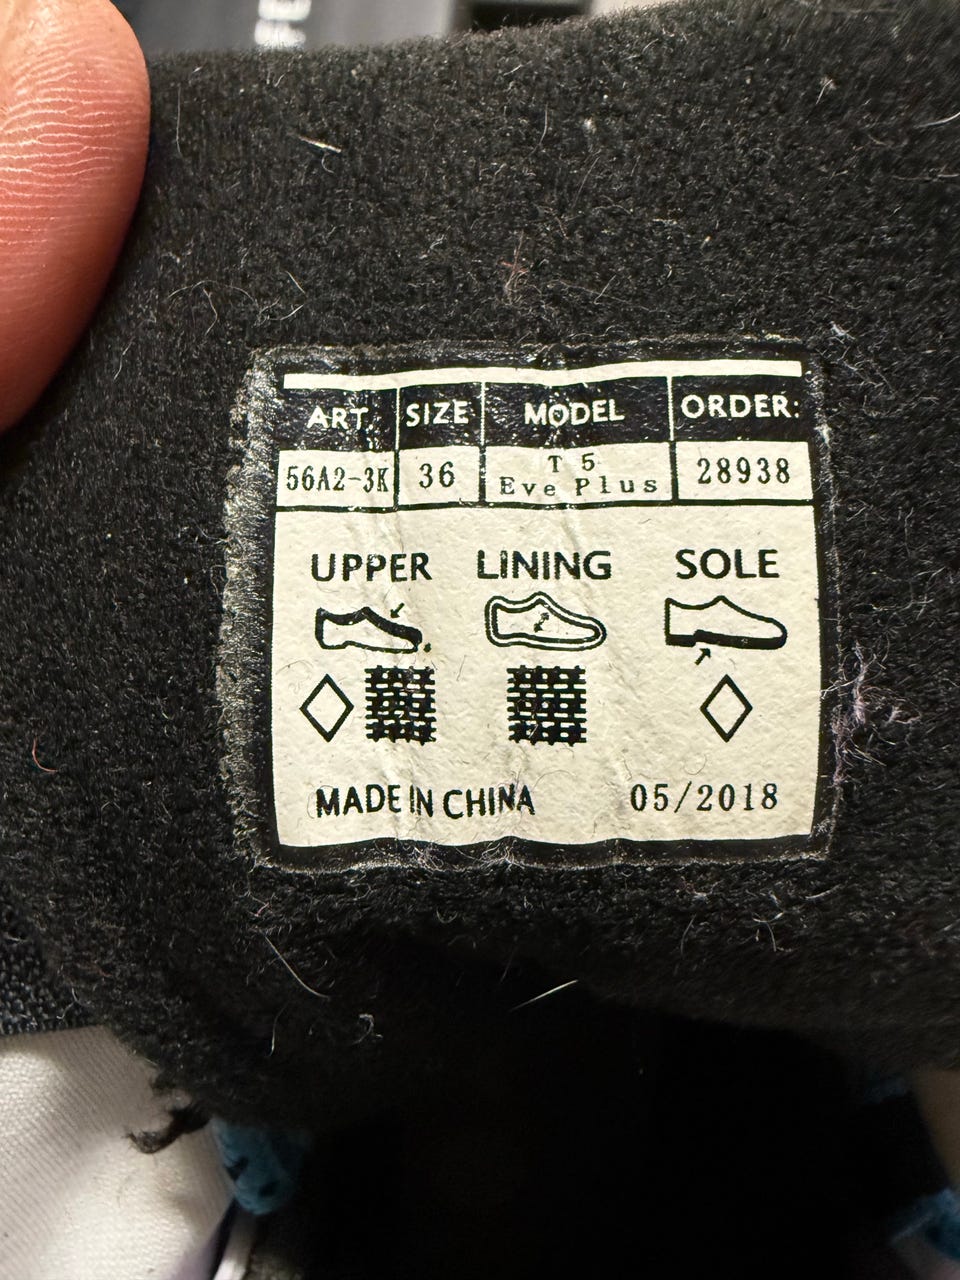 ART. SIZE MODEL ORDER:
56A2-3K 36 T 5 Eve Plus 28938
UPPER LINING SOLE
MADE IN CHINA 05/2018